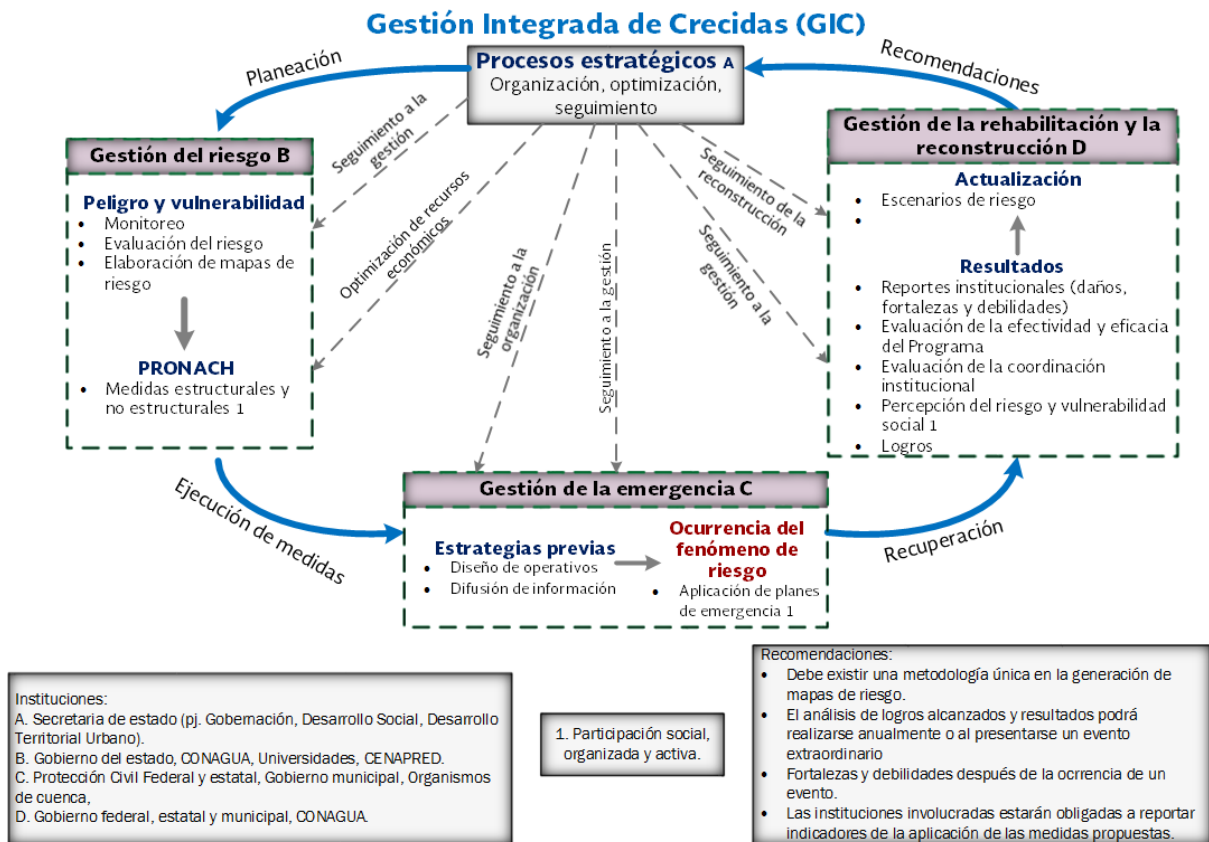 Gestión Integrada de Crecidas (GIC)
Planeación
Procesos estratégicos A
Organización, optimización,
seguimiento
Recomendaciones
Gestión del riesgo B
Peligro y vulnerabilidad
• Monitoreo
• Evaluación del riesgo
• Elaboración de mapas de
riesgo
PRONACH
• Medidas estructurales y
no estructurales 1
Seguimiento a la
gestión
Optimización de recursos
económicos
Seguimiento a la
organización
Seguimiento a la gestión
Seguimiento a la
gestión
Seguimiento de la
reconstrucción
Gestión de la rehabilitación y la
reconstrucción D
Actualización
• Escenarios de riesgo
•
Resultados
• Reportes institucionales (daños,
fortalezas y debilidades)
• Evaluación de la efectividad y eficacia
del Programa
• Evaluación de la coordinación
institucional
• Percepción del riesgo y vulnerabilidad
social 1
• Logros
Ejecución de medidas
Gestión de la emergencia C
Estrategias previas
• Diseño de operativos
• Difusión de información
Ocurrencia del
fenómeno de
riesgo
• Aplicación de planes
de emergencia 1
Recuperación
Instituciones:
A. Secretaria de estado (pj. Gobernación, Desarrollo Social, Desarrollo
Territorial Urbano).
B. Gobierno del estado, CONAGUA, Universidades, CENAPRED.
C. Protección Civil Federal y estatal, Gobierno municipal, Organismos
de cuenca,
D. Gobierno federal, estatal y municipal, CONAGUA.
1. Participación social,
organizada y activa.
Recomendaciones:
• Debe existir una metodología única en la generación de
mapas de riesgo.
• El análisis de logros alcanzados y resultados podrá
realizarse anualmente o al presentarse un evento
extraordinario
• Fortalezas y debilidades después de la ocrrencia de un
evento.
• Las instituciones involucradas estarán obligadas a reportar
indicadores de la aplicación de las medidas propuestas.